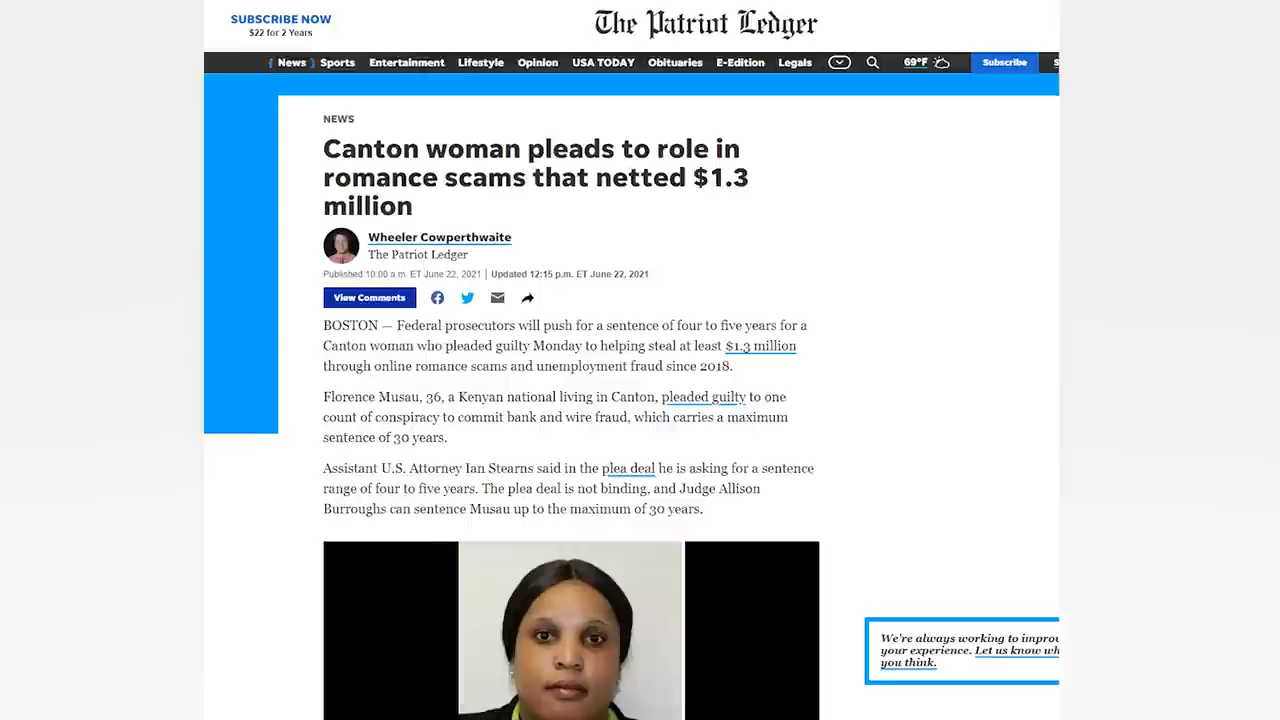 SUBSCRIBE NOW
$22 for 2 Years
The Patriot Ledger
News Sports Entertainment Lifestyle Opinion USA TODAY Obituaries E-Edition Legals 69°F Subscribe S
NEWS
Canton woman pleads to role in
romance scams that netted $1.3
million
Wheeler Cowperthwaite
The Patriot Ledger
Published 10:00 a.m. ET June 22, 2021 | Updated 12:15 p.m. ET June 22, 2021
View Comments
BOSTON — Federal prosecutors will push for a sentence of four to five years for a
Canton woman who pleaded guilty Monday to helping steal at least $1.3 million
through online romance scams and unemployment fraud since 2018.
Florence Musau, 36, a Kenyan national living in Canton, pleaded guilty to one
count of conspiracy to commit bank and wire fraud, which carries a maximum
sentence of 30 years.
Assistant U.S. Attorney Ian Stearns said in the plea deal he is asking for a sentence
range of four to five years. The plea deal is not binding, and Judge Allison
Burroughs can sentence Musau up to the maximum of 30 years.
We're always working to improv
your experience. Let us know wh
you think.